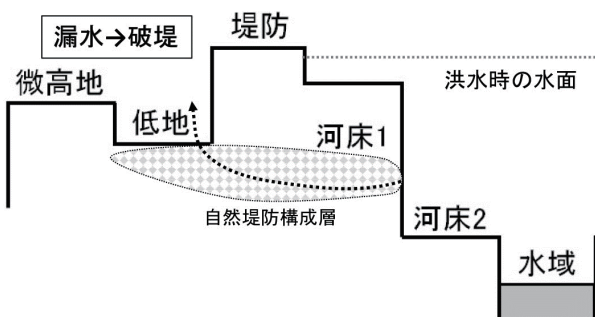 漏水→破堤
堤防
微高地
洪水時の水面
低地
河床1
自然堤防構成層
河床2
水域